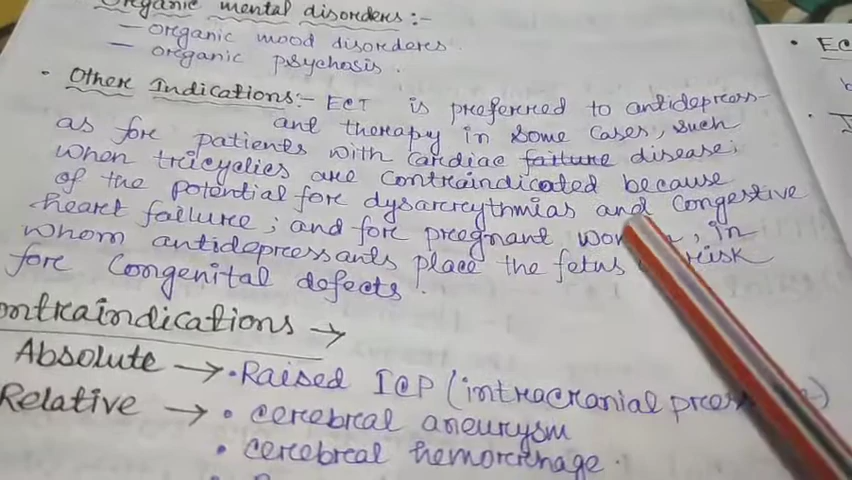 Organic mental disorders:-
- Organic mood disorders.
- Organic psychosis.
• Other Indications:- ECT is preferred to antidepress-
ant therapy in some cases, such
as for patients with cardiac failure disease;
when tricyclics are contraindicated because
of the potential for dysarrythmias and congestive
heart failure; and for pregnant in
whom antidepressants place the fetus risk
for congenital defects.
ontraindications →
Absolute → • Raised ICP (intracranial
Relative → • cerebral aneurysm
• cerebral hemorrhage.
• EC